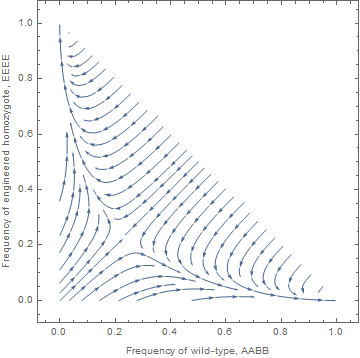 1.0
0.8
0.6
0.4
0.2
0.0
Frequency of engineered homozygote, EEEE
0.0 0.2 0.4 0.6 0.8 1.0
Frequency of wild-type, AABB